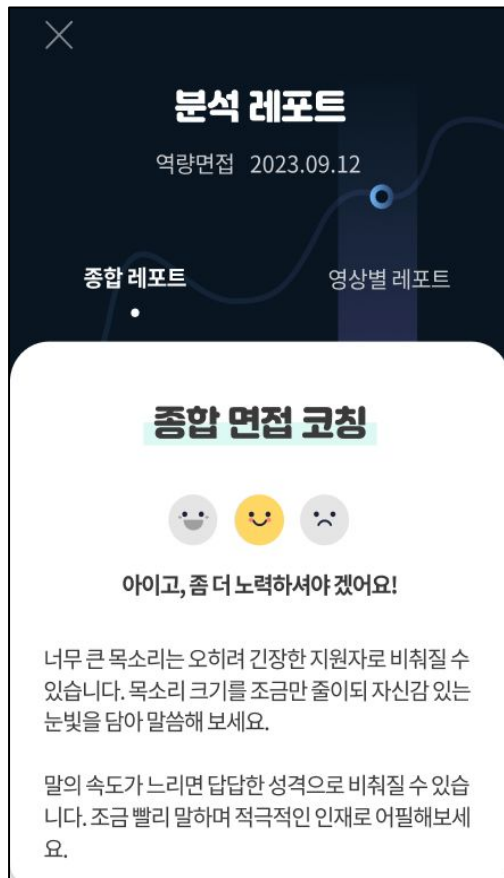 분석 레포트
역량면접 2023.09.12
종합 레포트 영상별 레포트
종합 면접 코칭
아이고, 좀 더 노력하셔야 겠어요!
너무 큰 목소리는 오히려 긴장한 지원자로 비춰질 수
있습니다. 목소리 크기를 조금만 줄이되 자신감 있는
눈빛을 담아 말씀해 보세요.
말의 속도가 느리면 답답한 성격으로 비춰질 수 있습
니다. 조금 빨리 말하며 적극적인 인재로 어필해보세
요.